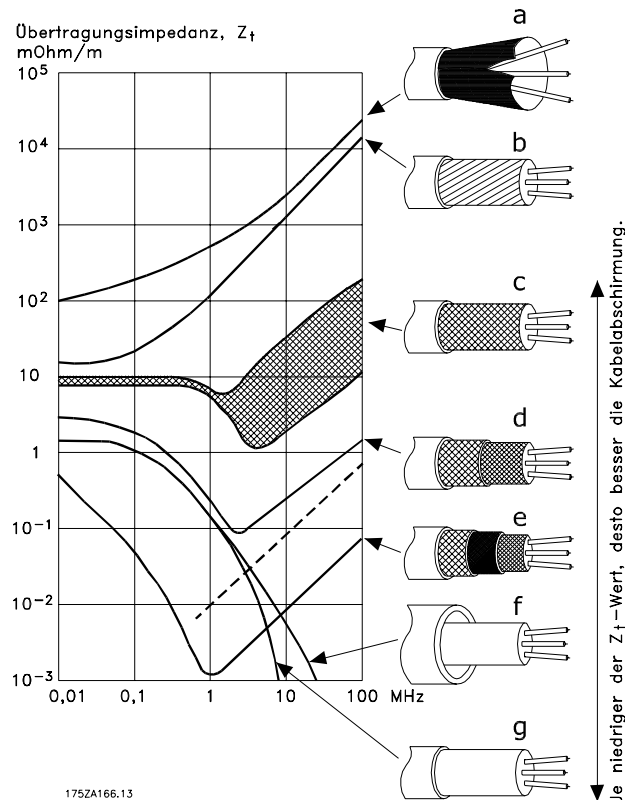 Übertragungsimpedanz, Zt
mOhm/m
10⁵
10⁴
10³
10²
10
1
10⁻¹
10⁻²
10⁻³
0,01 0,1 1 10 100 MHz
a
b
c
d
e
f
g
Je niedriger der Zt-Wert, desto besser die Kabelabschirmung.
175ZA166.13